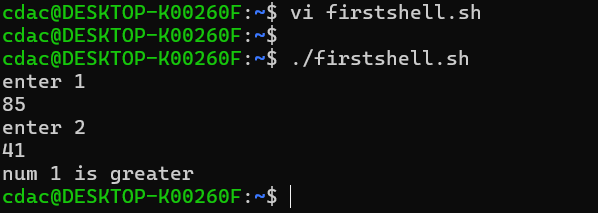 cdac@DESKTOP-K00260F:~$ vi firstshell.sh
cdac@DESKTOP-K00260F:~$
cdac@DESKTOP-K00260F:~$ ./firstshell.sh
enter 1
85
enter 2
41
num 1 is greater
cdac@DESKTOP-K00260F:~$